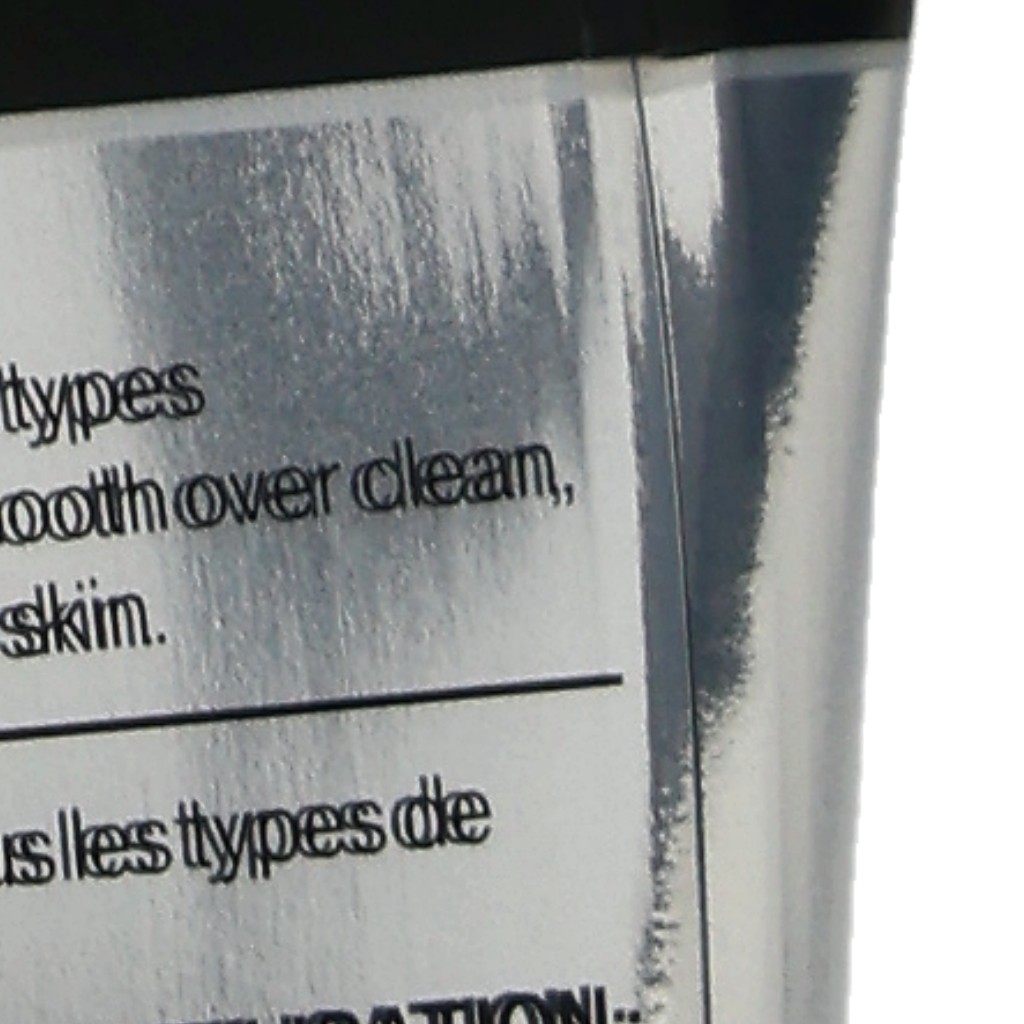 types
ooth over clean,
skin.
us les types de